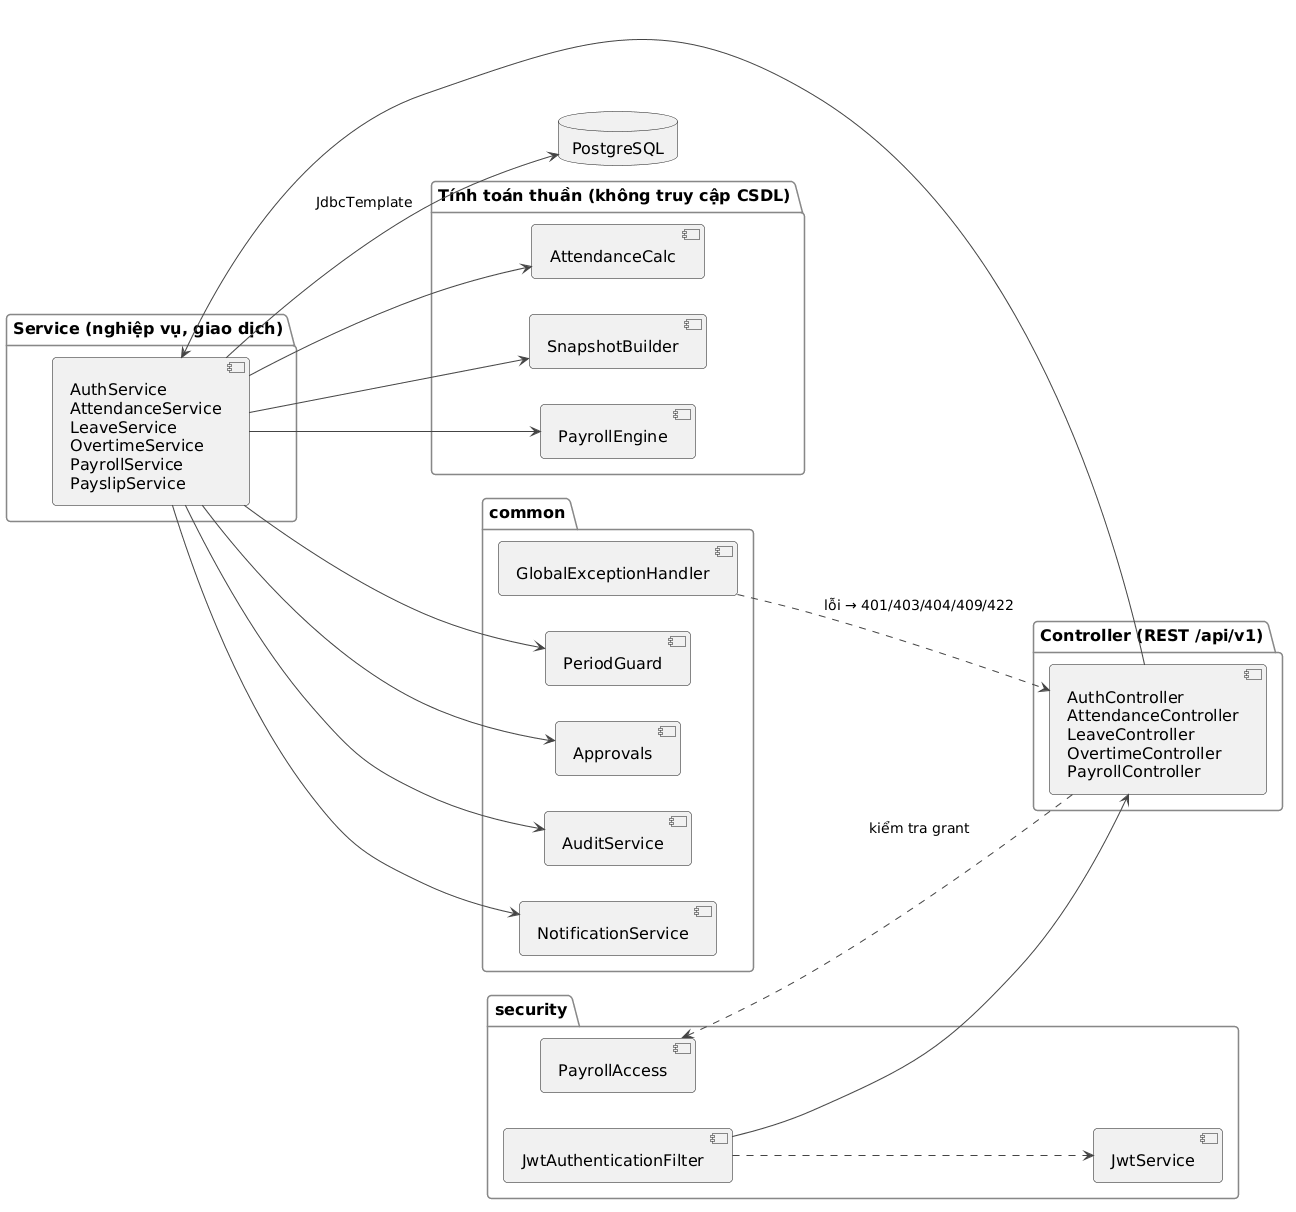 PostgreSQL
JdbcTemplate
Tính toán thuần (không truy cập CSDL)
AttendanceCalc
SnapshotBuilder
PayrollEngine
Service (nghiệp vụ, giao dịch)
AuthService
AttendanceService
LeaveService
OvertimeService
PayrollService
PayslipService
common
GlobalExceptionHandler
PeriodGuard
Approvals
AuditService
NotificationService
lỗi → 401/403/404/409/422
Controller (REST /api/v1)
AuthController
AttendanceController
LeaveController
OvertimeController
PayrollController
kiểm tra grant
security
PayrollAccess
JwtAuthenticationFilter
JwtService